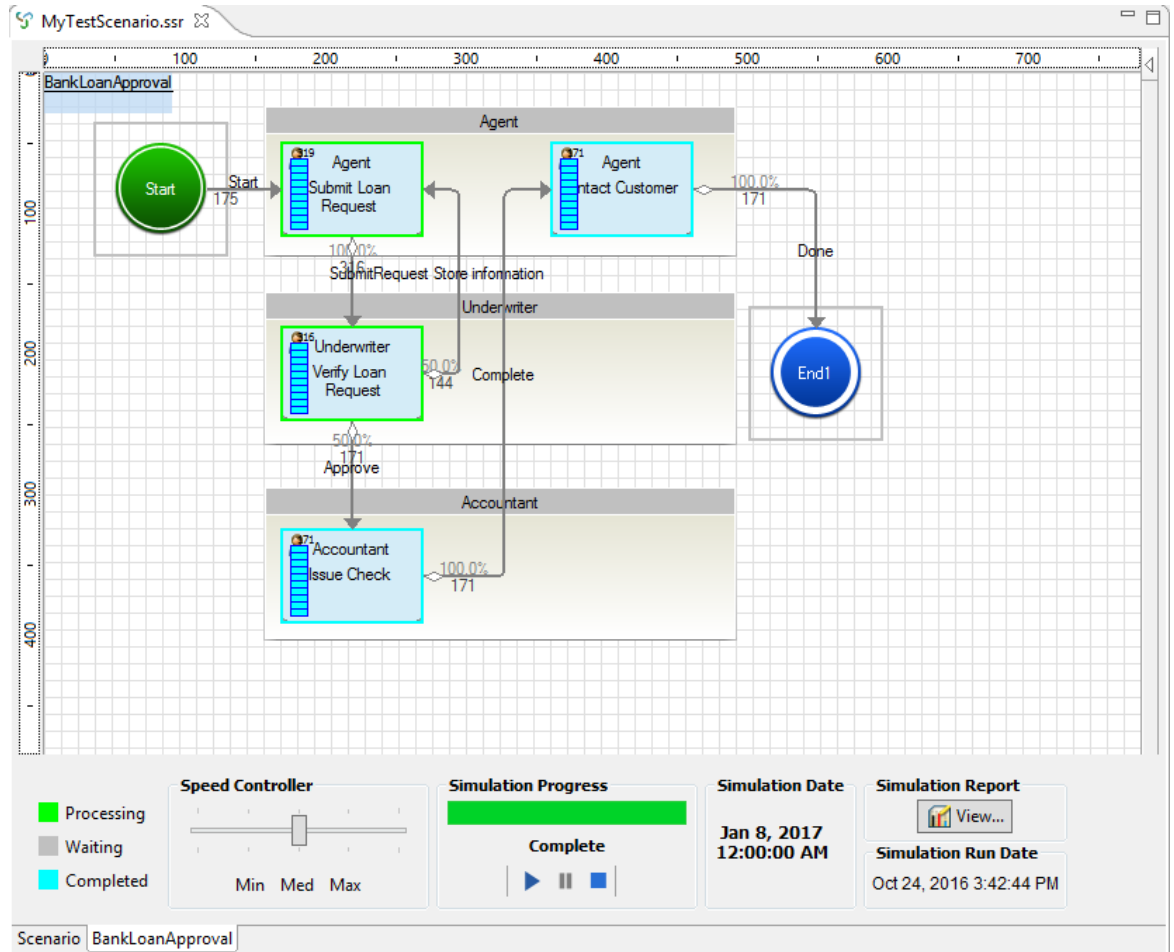 MyTestScenario.ssr
100 200 300 400 500 600 700
BankLoanApproval
Agent
19
Agent
Submit Loan
Request
71
Agent
ntact Customer
Start
Start
175
100.0%
171
100
100.0%
316
SubmitRequest Store information
Done
Underwriter
16
Underwriter
Verify Loan
Request
50.0%
144
Complete
End1
200
50.0%
171
Approve
300
Accountant
71
Accountant
Issue Check
100.0%
171
400
Processing
Waiting
Completed
Speed Controller
Min Med Max
Simulation Progress
Complete
Simulation Date
Jan 8, 2017
12:00:00 AM
Simulation Report
View...
Simulation Run Date
Oct 24, 2016 3:42:44 PM
Scenario BankLoanApproval